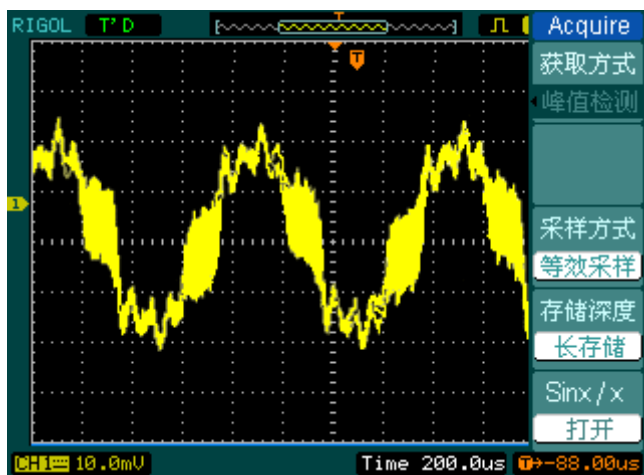 RIGOL T'D
T
Acquire
获取方式
峰值检测
T
1
采样方式
等效采样
存储深度
长存储
Sinx/x
打开
CH1 10.0mV Time 200.0us T→-88.00us